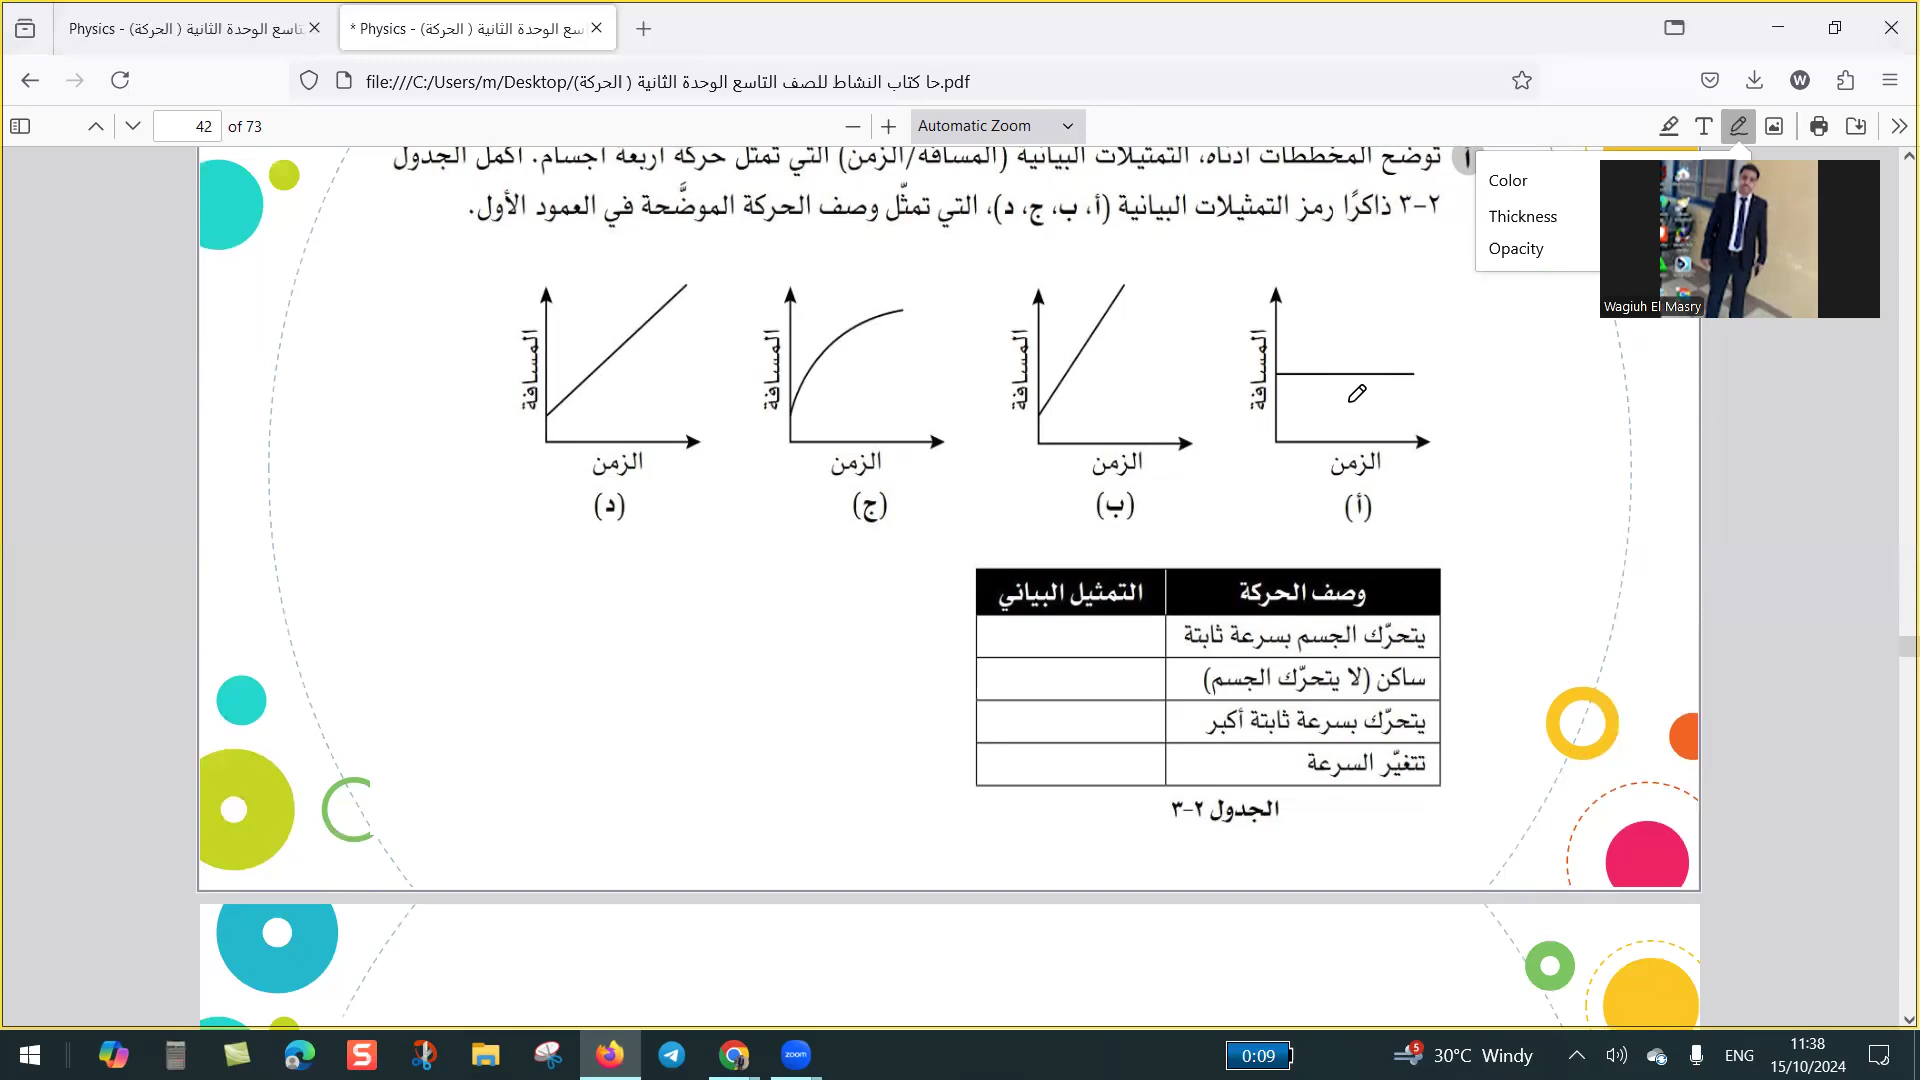 Physics - تاسع الوحدة الثانية ( الحركة)
* Physics - تاسع الوحدة الثانية ( الحركة)
file:///C:/Users/m/Desktop/حا كتاب النشاط للصف التاسع الوحدة الثانية ( الحركة).pdf
42 of 73
Automatic Zoom
Color
Thickness
Opacity
Wagiuh El Masry
أ توضح المخططات أدناه، التمثيلات البيانية (المسافة/الزمن) التي تمثل حركة أربعة أجسام. أكمل الجدول
٢-٣ ذاكرًا رمز التمثيلات البيانية (أ، ب، ج، د)، التي تمثّل وصف الحركة الموضَّحة في العمود الأول.
المسافة المسافة المسافة المسافة
الزمن الزمن الزمن الزمن
(أ) (ب) (ج) (د)
وصف الحركة التمثيل البياني
يتحرّك الجسم بسرعة ثابتة
ساكن (لا يتحرّك الجسم)
يتحرّك بسرعة ثابتة أكبر
تتغيّر السرعة
الجدول ٢-٣
zoom
0:09
5
30°C Windy
ENG
11:38
15/10/2024